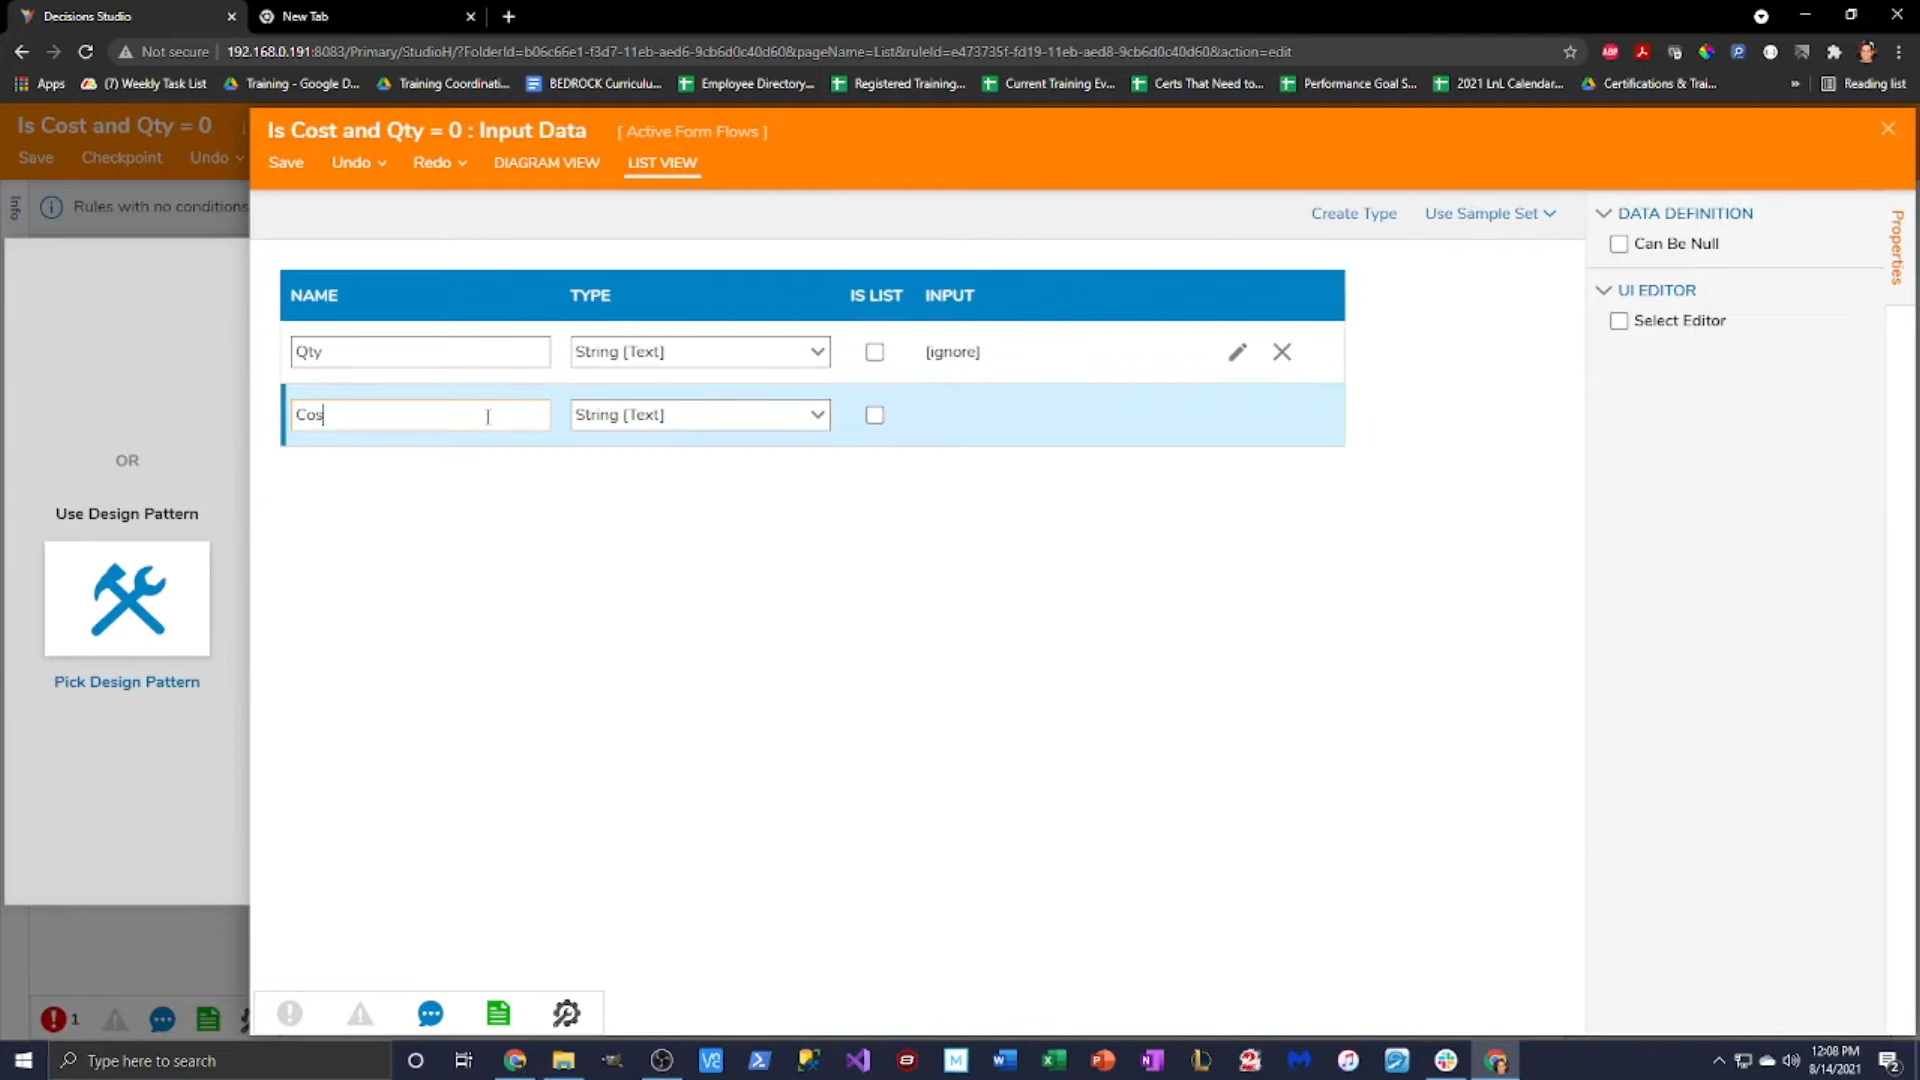 Decisions Studio
New Tab
Not secure
192.168.0.191:8083/Primary/StudioH/?FolderId=b06c66e1-f3d7-11eb-aed6-9cb6d0c40d60&pageName=List&ruleId=e473735f-fd19-11eb-aed8-9cb6d0c40d60&action=edit
Apps
(7) Weekly Task List
Training - Google D...
Training Coordinati...
BEDROCK Curriculu...
Employee Directory...
Registered Training...
Current Training Ev...
Certs That Need to...
Performance Goal S...
2021 LnL Calendar...
Certifications & Trai...
»
Reading list
Is Cost and Qty = 0
Save Checkpoint Undo
Info
Rules with no conditions
OR
Use Design Pattern
Pick Design Pattern
1
Is Cost and Qty = 0 : Input Data [ Active Form Flows ]
Save Undo Redo DIAGRAM VIEW LIST VIEW
Create Type Use Sample Set
NAME TYPE IS LIST INPUT
Qty String [Text] [ignore]
Cos String [Text]
DATA DEFINITION
Can Be Null
UI EDITOR
Select Editor
Properties
Type here to search
12:08 PM
8/14/2021
2